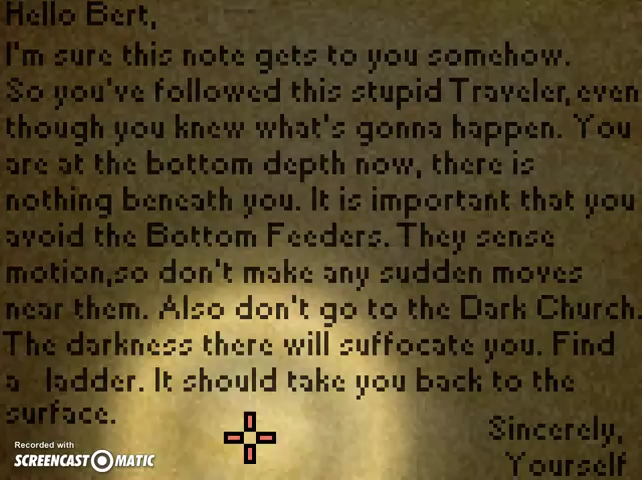 Hello Bert,
I'm sure this note gets to you somehow.
So you've followed this stupid Traveler, even
though you knew what's gonna happen. You
are at the bottom depth now, there is
nothing beneath you. It is important that you
avoid the Bottom Feeders. They sense
motion,so don't make any sudden moves
near them. Also don't go to the Dark Church.
The darkness there will suffocate you. Find
a ladder. It should take you back to the
surface.
Sincerely,
Yourself
Recorded with
SCREENCAST-O-MATIC